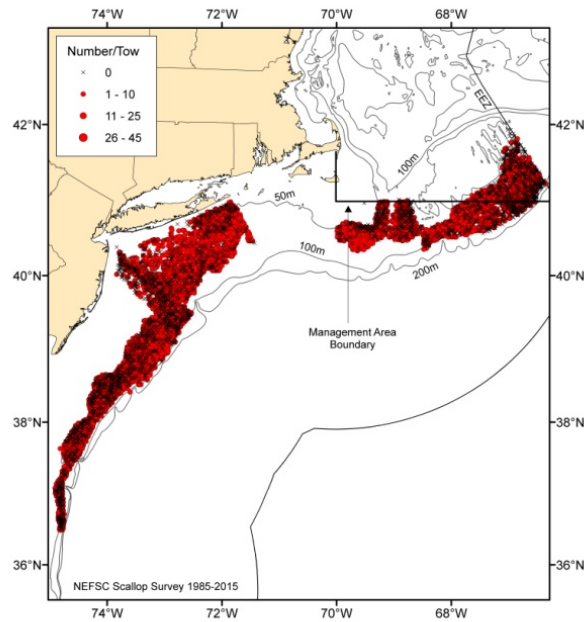 74°W
72°W
70°W
68°W
Number/Tow
0
1 - 10
11 - 25
26 - 45
EEZ
42°N
42°N
100m
50m
100m
200m
40°N
40°N
Management Area
Boundary
38°N
38°N
36°N
36°N
NEFSC Scallop Survey 1985-2015
74°W
72°W
70°W
68°W